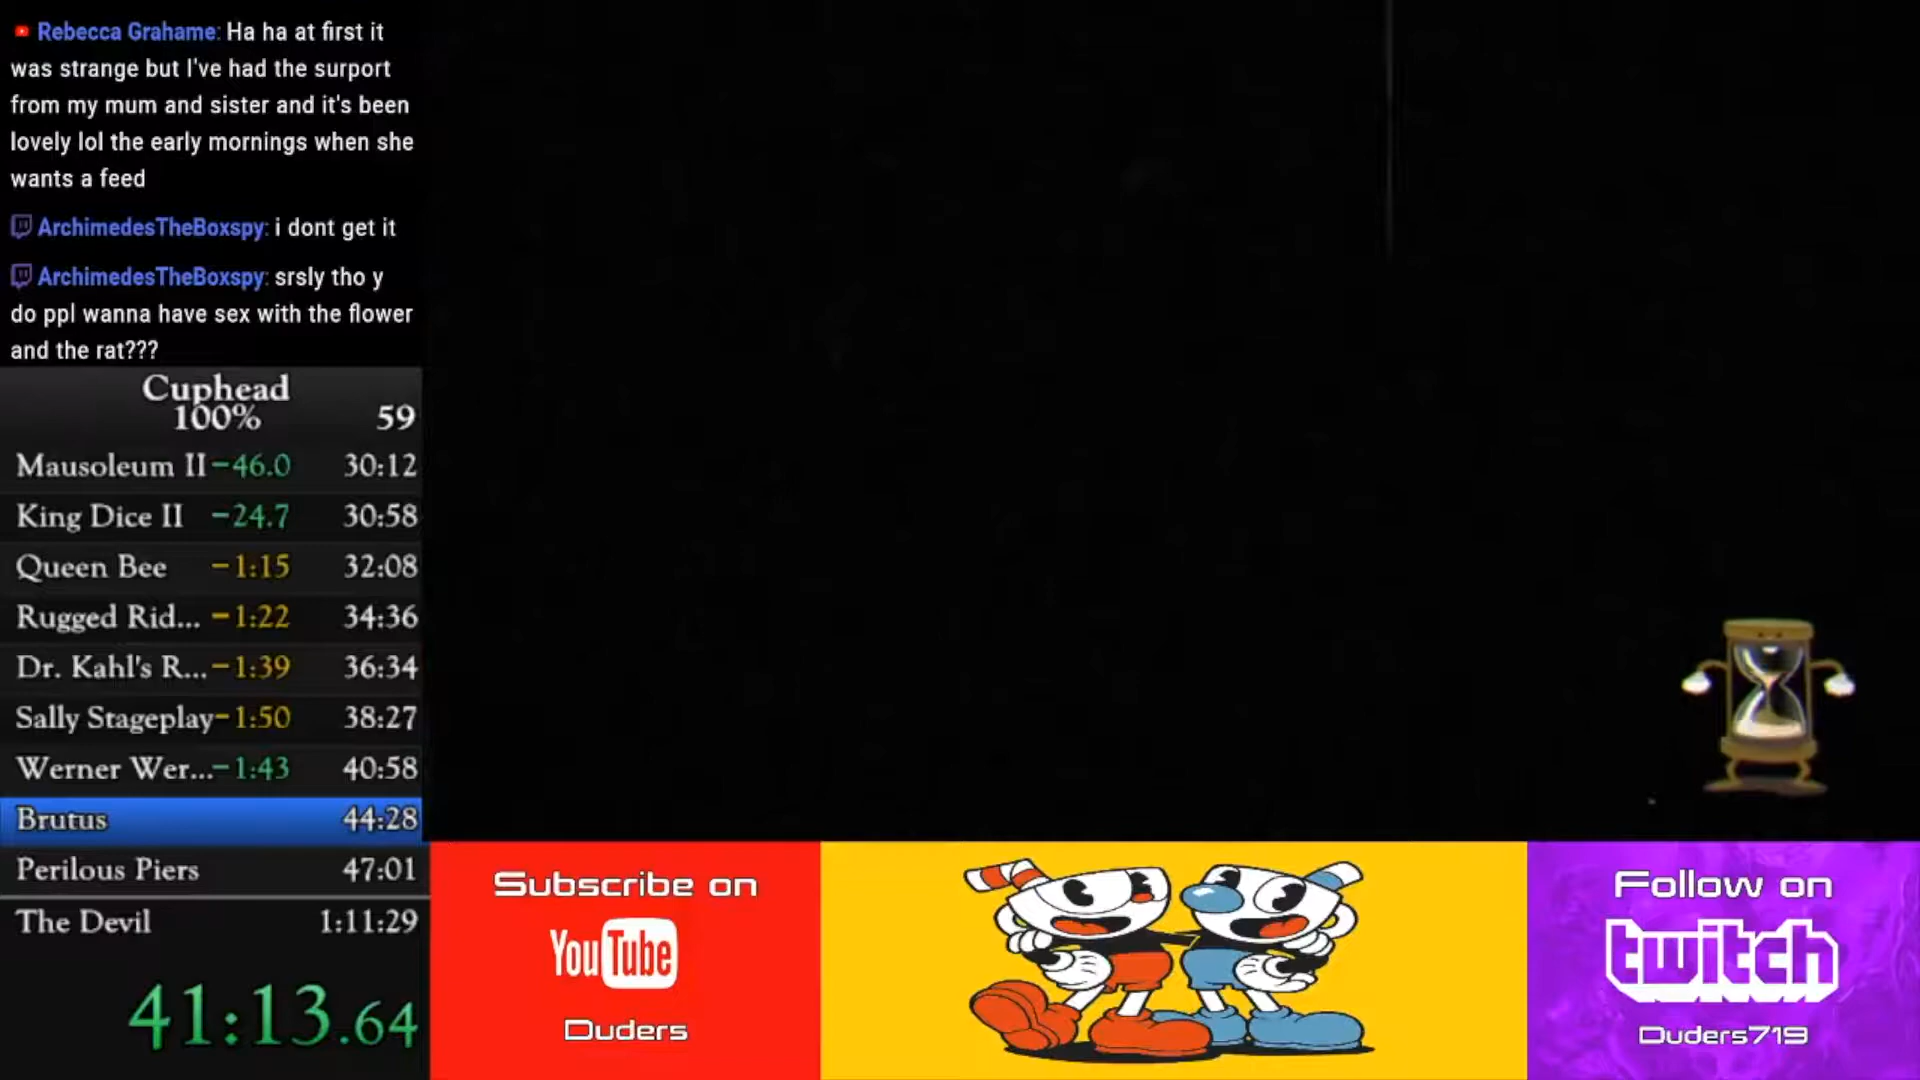 Rebecca Grahame: Ha ha at first it
was strange but I've had the surport
from my mum and sister and it's been
lovely lol the early mornings when she
wants a feed
ArchimedesTheBoxspy: i dont get it
ArchimedesTheBoxspy: srsly tho y
do ppl wanna have sex with the flower
and the rat???
Cuphead
100% 59
Mausoleum II -46.0 30:12
King Dice II -24.7 30:58
Queen Bee -1:15 32:08
Rugged Rid... -1:22 34:36
Dr. Kahl's R... -1:39 36:34
Sally Stageplay -1:50 38:27
Werner Wer... -1:43 40:58
Brutus 44:28
Perilous Piers 47:01
The Devil 1:11:29
41:13.64
Subscribe on
YouTube
Duders
Follow on
twitch
Duders719